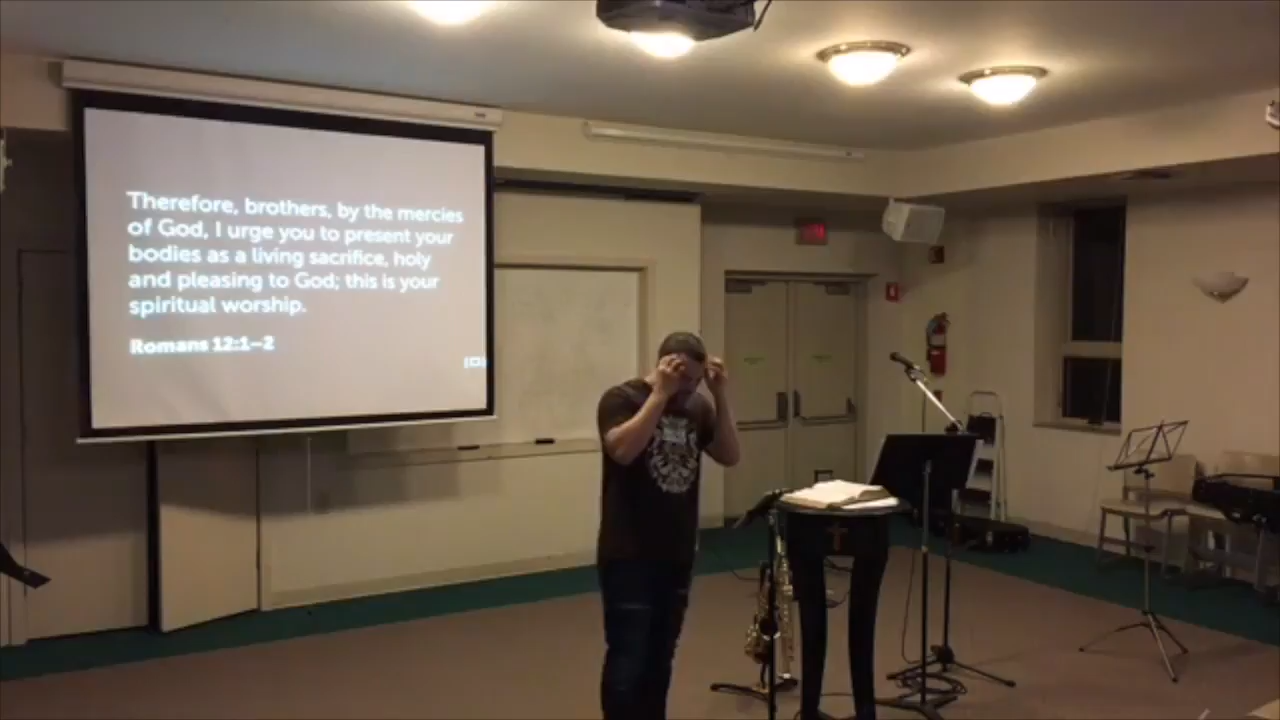 Therefore, brothers, by the mercies
of God, I urge you to present your
bodies as a living sacrifice, holy
and pleasing to God; this is your
spiritual worship.
Romans 12:1–2